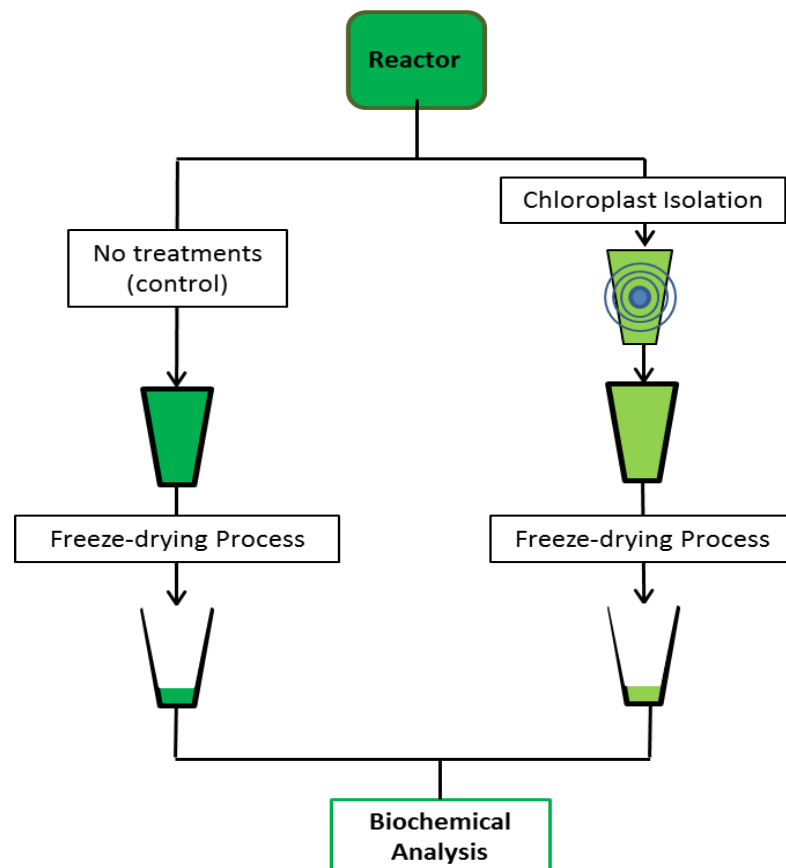 Reactor
Chloroplast Isolation
No treatments
(control)
Freeze-drying Process
Freeze-drying Process
Biochemical
Analysis